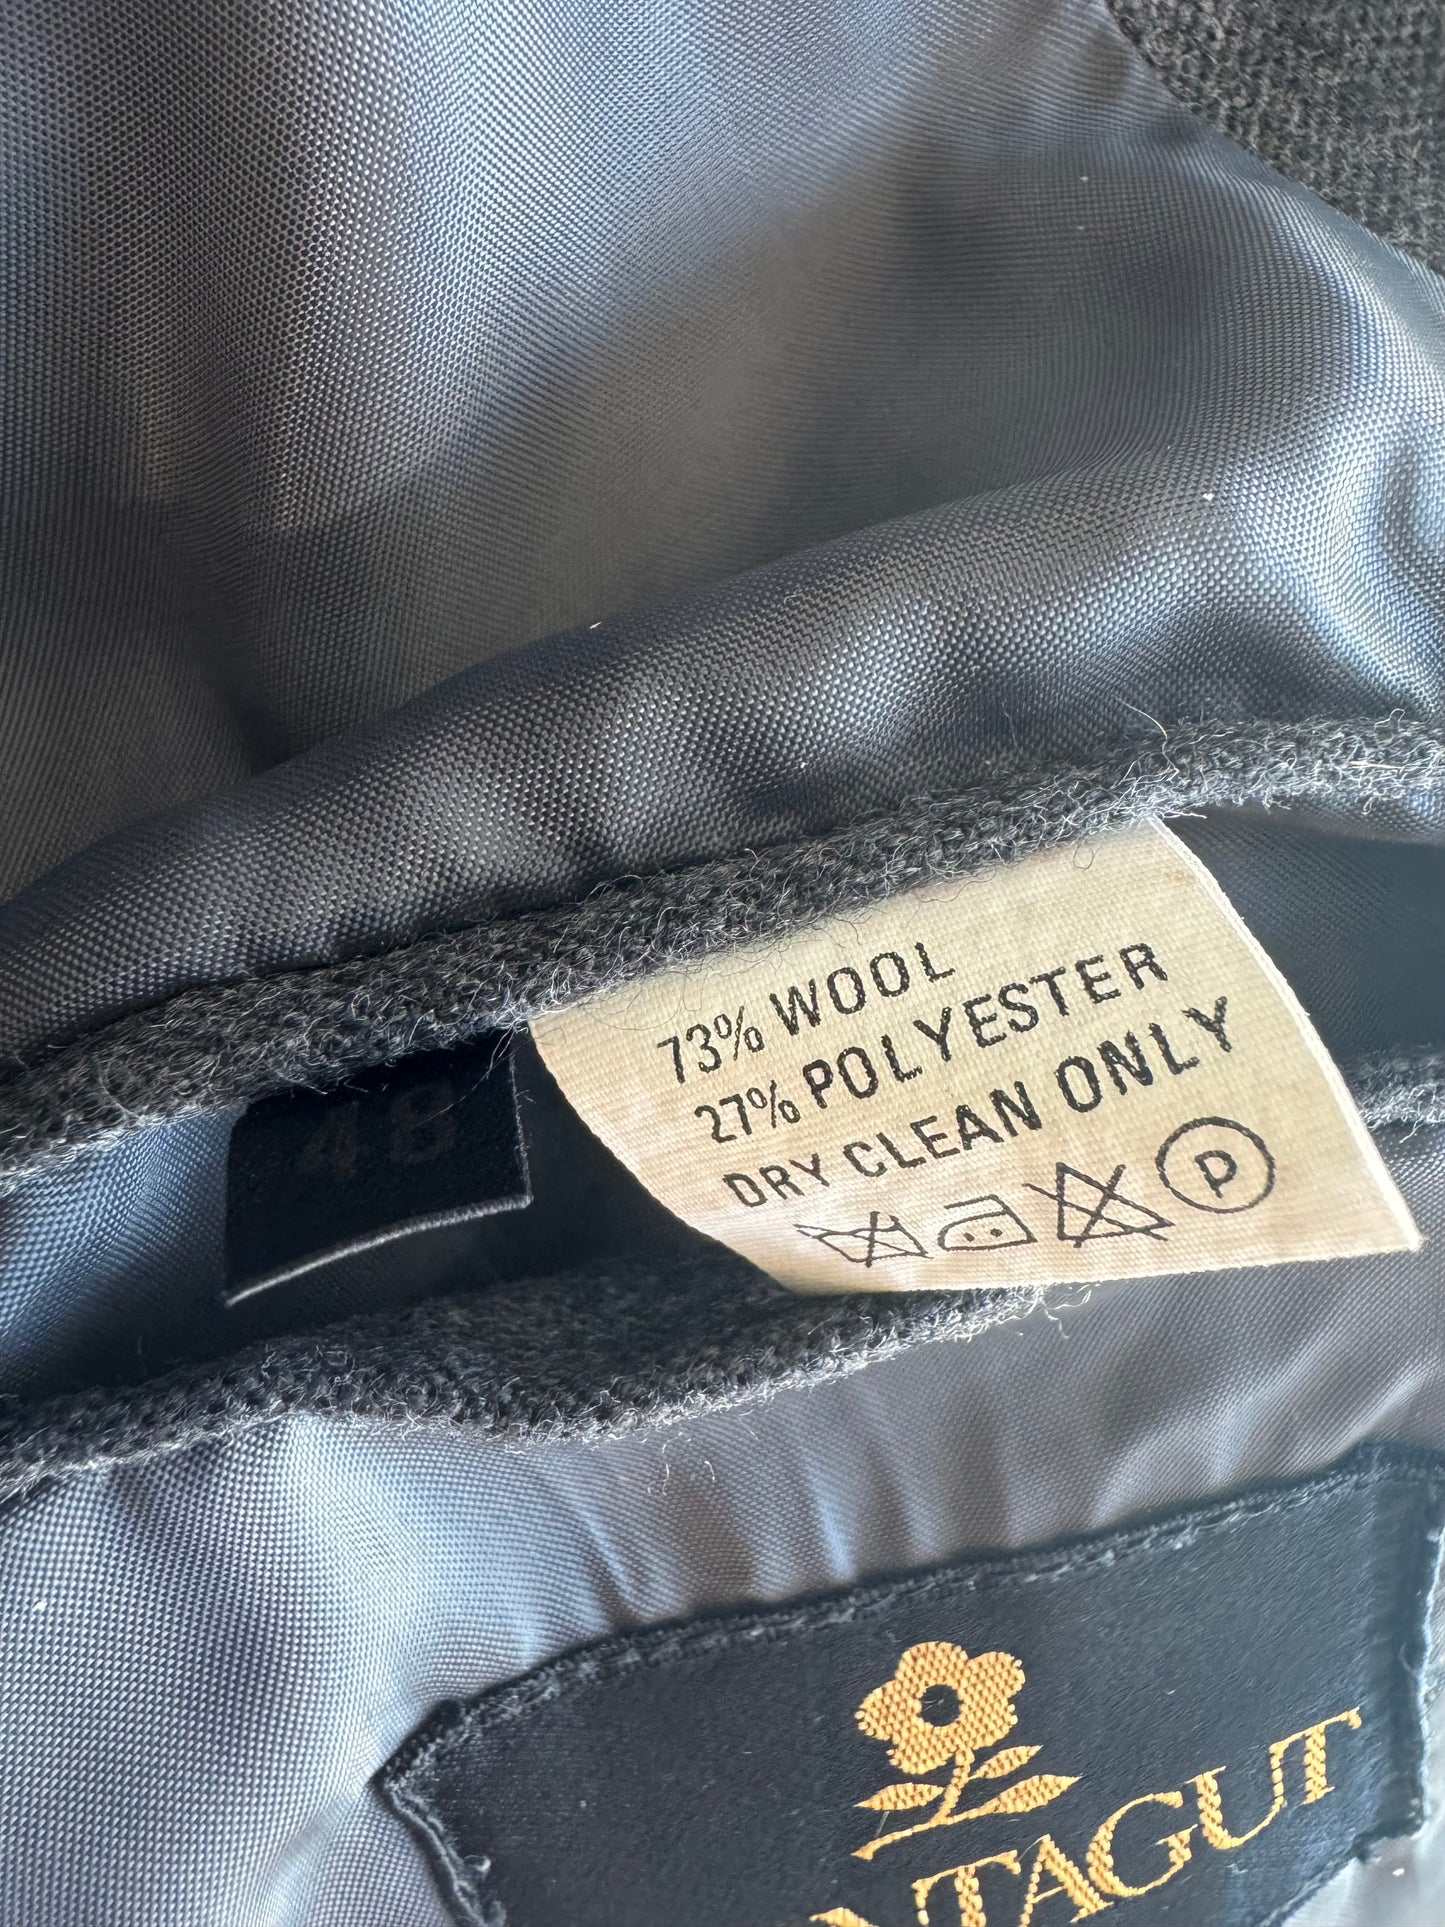 73% WOOL
27% POLYESTER
DRY CLEAN ONLY
P
48
NTAGUT